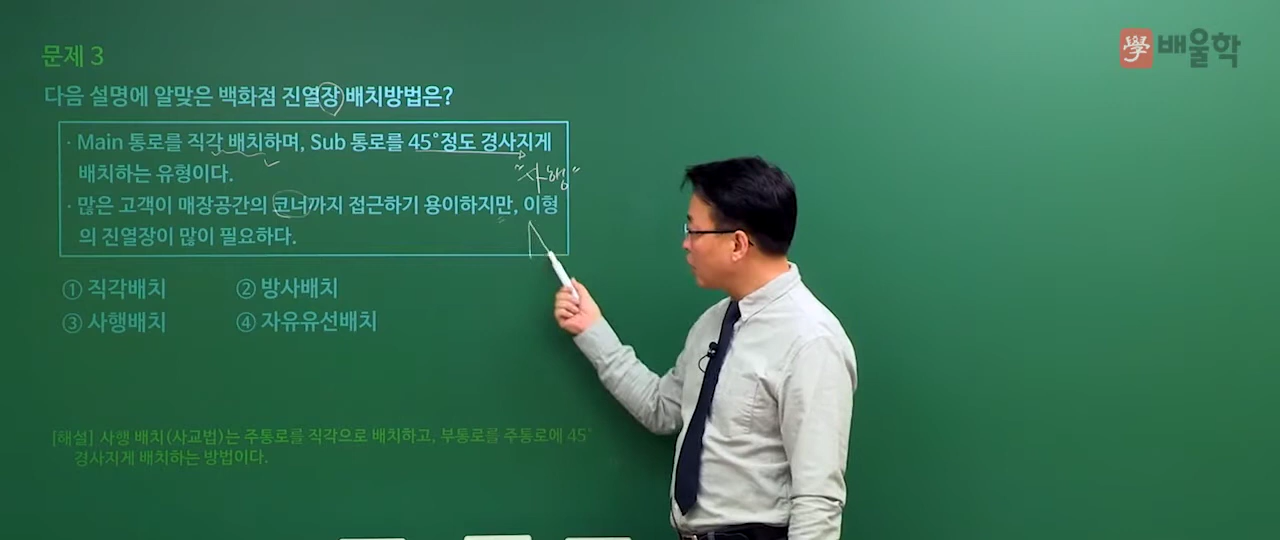 學 배울학
문제 3
다음 설명에 알맞은 백화점 진열장 배치방법은?
· Main 통로를 직각 배치하며, Sub 통로를 45°정도 경사지게
배치하는 유형이다.
"사행"
· 많은 고객이 매장공간의 코너까지 접근하기 용이하지만, 이형
의 진열장이 많이 필요하다.
① 직각배치 ② 방사배치
③ 사행배치 ④ 자유유선배치
[해설] 사행 배치(사교법)는 주통로를 직각으로 배치하고, 부통로를 주통로에 45°
경사지게 배치하는 방법이다.